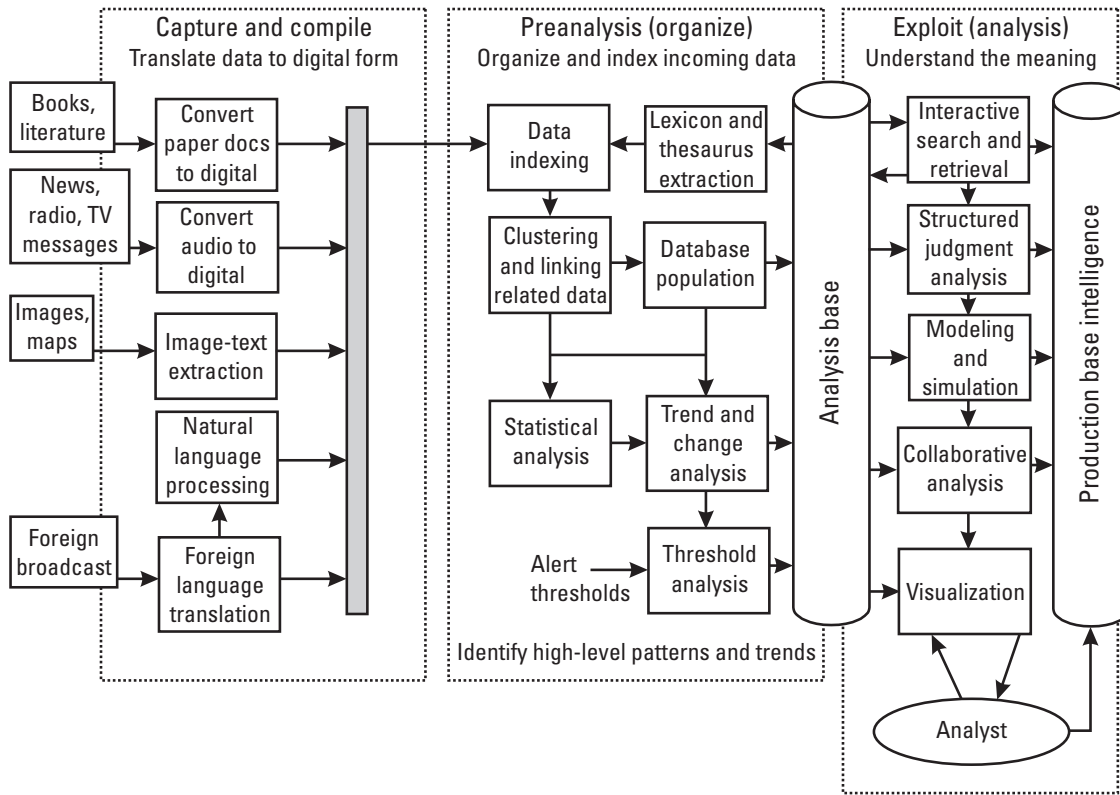 Capture and compile
Translate data to digital form
Books,
literature
Convert
paper docs
to digital
News,
radio, TV
messages
Convert
audio to
digital
Images,
maps
Image-text
extraction
Natural
language
processing
Foreign
broadcast
Foreign
language
translation
Preanalysis (organize)
Organize and index incoming data
Data
indexing
Lexicon and
thesaurus
extraction
Clustering
and linking
related data
Database
population
Statistical
analysis
Trend and
change
analysis
Alert
thresholds
Threshold
analysis
Identify high-level patterns and trends
Analysis base
Exploit (analysis)
Understand the meaning
Interactive
search and
retrieval
Structured
judgment
analysis
Modeling
and
simulation
Collaborative
analysis
Visualization
Analyst
Production base intelligence